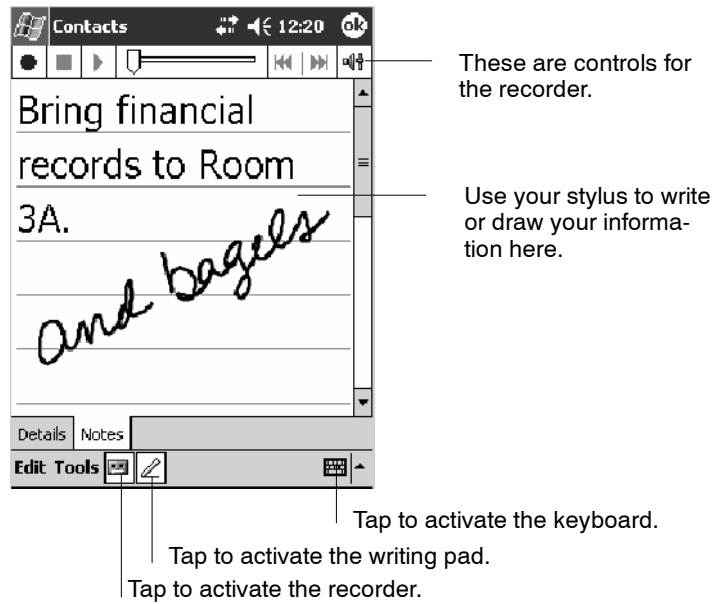 Contacts 12:20 ok
These are controls for
the recorder.
Bring financial
records to Room
3A.
and bagels
Use your stylus to write
or draw your informa-
tion here.
Details Notes
Edit Tools
Tap to activate the keyboard.
Tap to activate the writing pad.
Tap to activate the recorder.